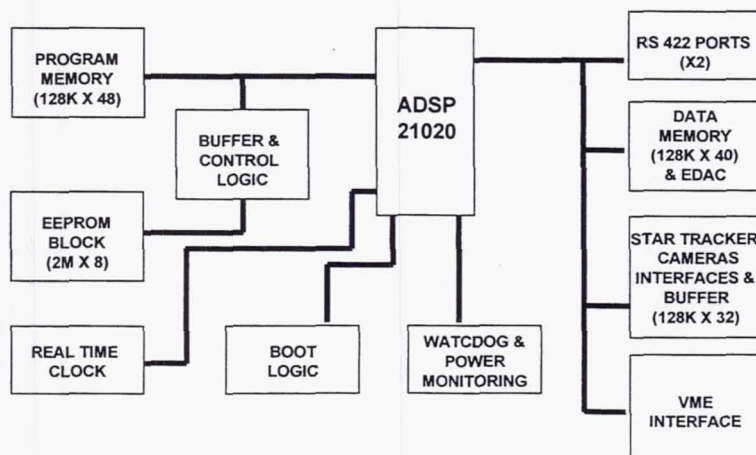 PROGRAM
MEMORY
(128K X 48)
BUFFER &
CONTROL
LOGIC
EEPROM
BLOCK
(2M X 8)
REAL TIME
CLOCK
BOOT
LOGIC
ADSP
21020
WATCDOG &
POWER
MONITORING
RS 422 PORTS
(X2)
DATA
MEMORY
(128K X 40)
& EDAC
STAR TRACKER
CAMERAS
INTERFACES &
BUFFER
(128K X 32)
VME
INTERFACE